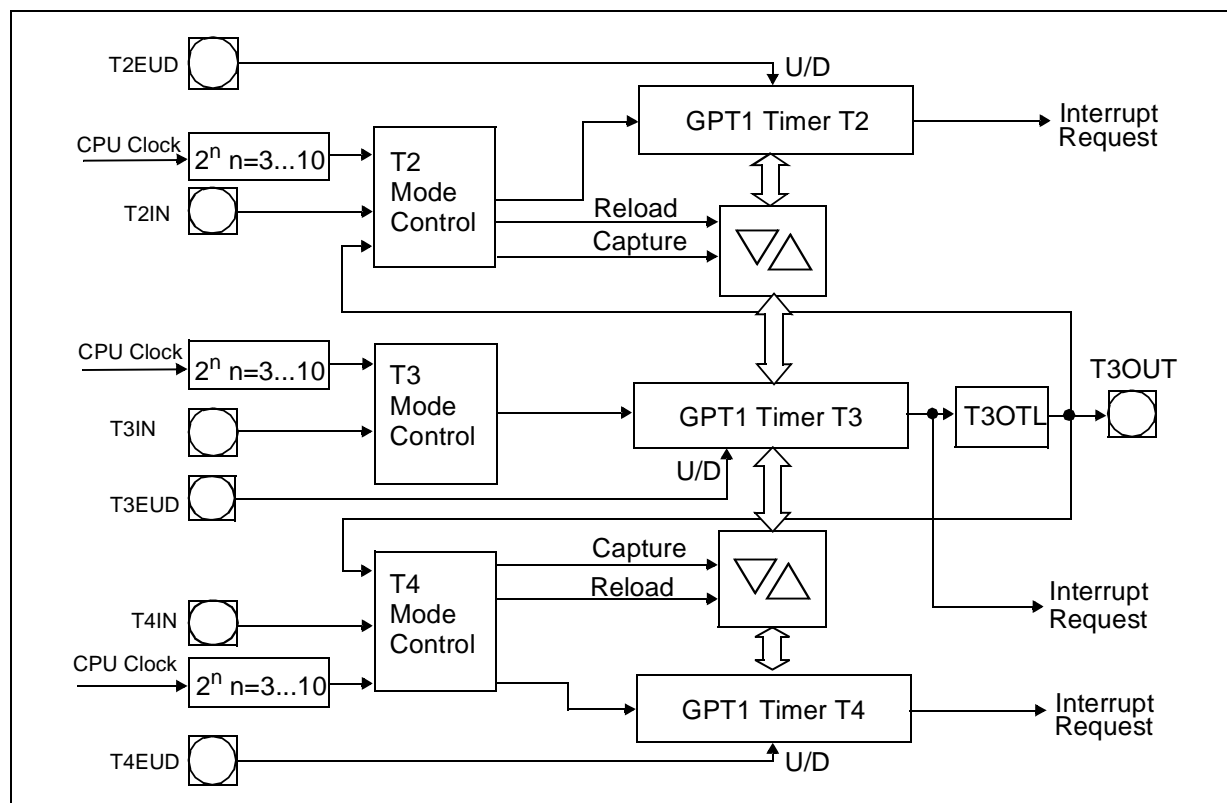 T2EUD
U/D
GPT1 Timer T2
Interrupt
Request
CPU Clock
2ⁿ n=3...10
T2
Mode
Control
T2IN
Reload
Capture
CPU Clock
2ⁿ n=3...10
T3
Mode
Control
T3OUT
GPT1 Timer T3
T3OTL
T3IN
U/D
T3EUD
Capture
Reload
T4
Mode
Control
Interrupt
Request
T4IN
CPU Clock
2ⁿ n=3...10
GPT1 Timer T4
Interrupt
Request
T4EUD
U/D